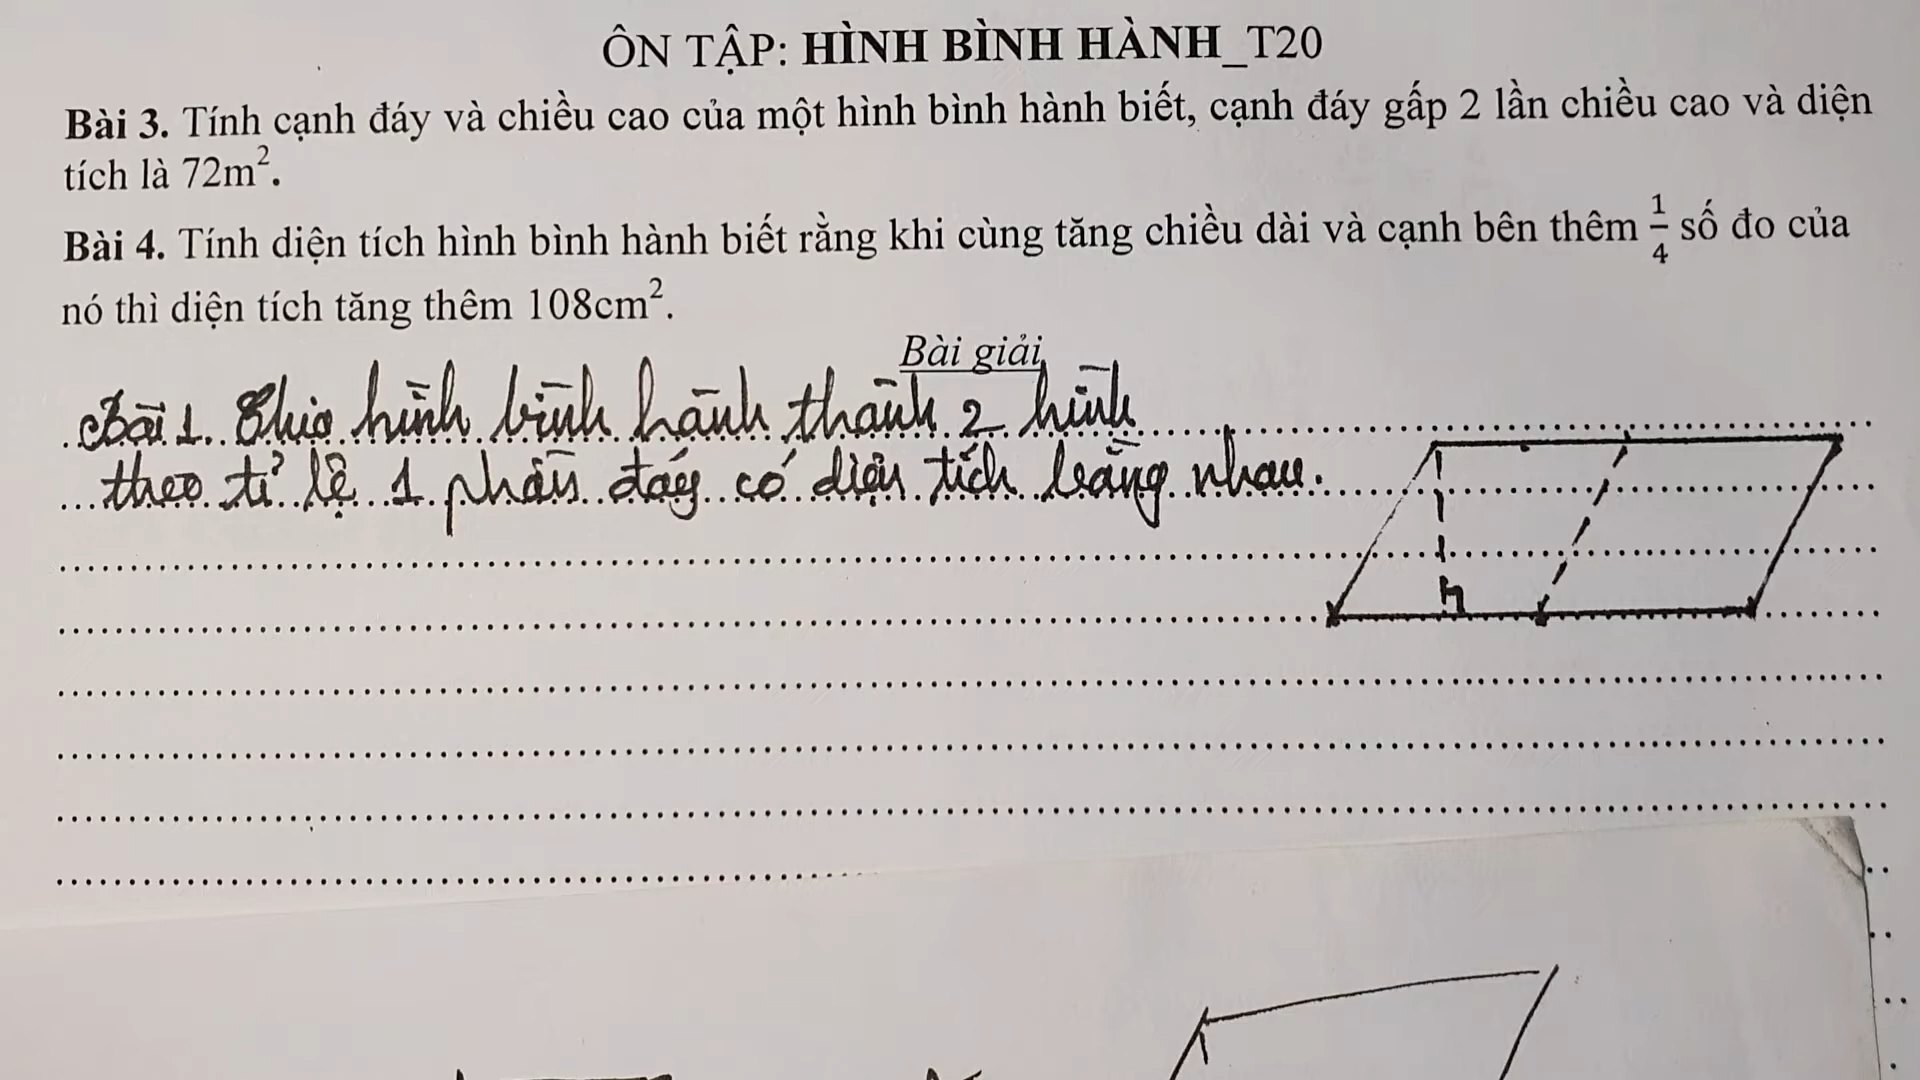 ÔN TẬP: HÌNH BÌNH HÀNH_T20
Bài 3. Tính cạnh đáy và chiều cao của một hình bình hành biết, cạnh đáy gấp 2 lần chiều cao và diện
tích là 72m².
Bài 4. Tính diện tích hình bình hành biết rằng khi cùng tăng chiều dài và cạnh bên thêm 1/4 số đo của
nó thì diện tích tăng thêm 108cm².
Bài giải
Bài 1. Chia hình bình hành thành 2 hình
theo tỉ lệ 1 phần đáy có diện tích bằng nhau.
h